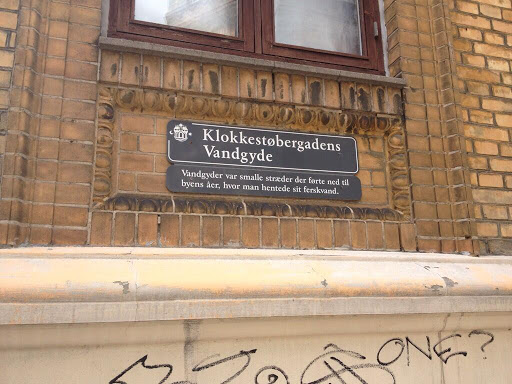 Klokkestøbergadens
Vandgyde
Vandgyder var smalle stræder der førte ned til
byens åer, hvor man hentede sit ferskvand.
ONE?